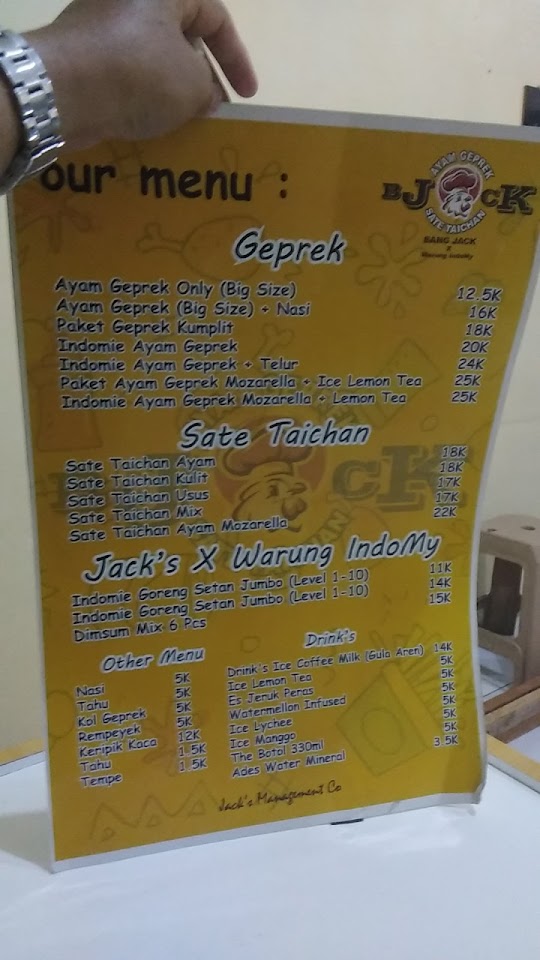 our menu :
AYAM GEPREK
BJCK
SATE TAICHAN
BANG JACK
X
Warung IndoMy
Geprek
Ayam Geprek Only (Big Size) 12.5K
Ayam Geprek (Big Size) + Nasi 16K
Paket Geprek Kumplit 18K
Indomie Ayam Geprek 20K
Indomie Ayam Geprek + Telur 24K
Paket Ayam Geprek Mozarella + Ice Lemon Tea 25K
Indomie Ayam Geprek Mozarella + Lemon Tea 25K
Sate Taichan
Sate Taichan Ayam 18K
Sate Taichan Kulit 18K
Sate Taichan Usus 17K
Sate Taichan Mix 17K
Sate Taichan Ayam Mozarella 22K
Jack's X Warung IndoMy
Indomie Goreng Setan Jumbo (Level 1-10) 11K
Indomie Goreng Setan Jumbo (Level 1-10) 14K
Dimsum Mix 6 Pcs 15K
Other Menu
Nasi 5K
Tahu 5K
Kol Geprek 5K
Rempeyek 5K
Keripik Kaca 12K
Tahu 1.5K
Tempe 1.5K
Drink's
Drink's Ice Coffee Milk (Gula Aren) 14K
Ice Lemon Tea 5K
Es Jeruk Peras 5K
Watermellon Infused 5K
Ice Lychee 5K
Ice Manggo 5K
The Botol 330ml 5K
Ades Water Mineral 3.5K
Jack's Management Co